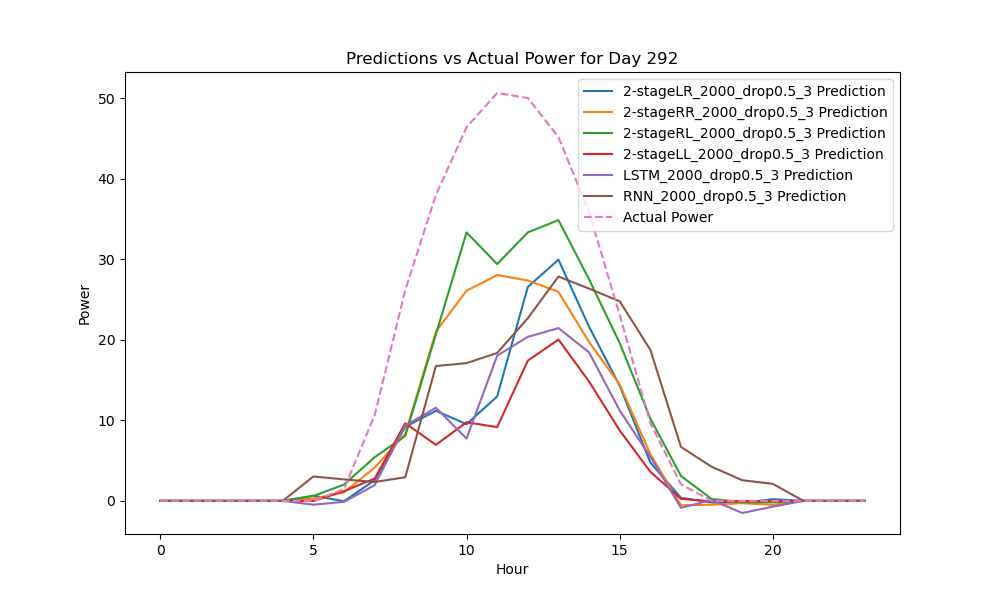 Predictions vs Actual Power for Day 292
2-stageLR_2000_drop0.5_3 Prediction
2-stageRR_2000_drop0.5_3 Prediction
2-stageRL_2000_drop0.5_3 Prediction
2-stageLL_2000_drop0.5_3 Prediction
LSTM_2000_drop0.5_3 Prediction
RNN_2000_drop0.5_3 Prediction
Actual Power
50
40
30
20
10
0
Power
0 5 10 15 20
Hour